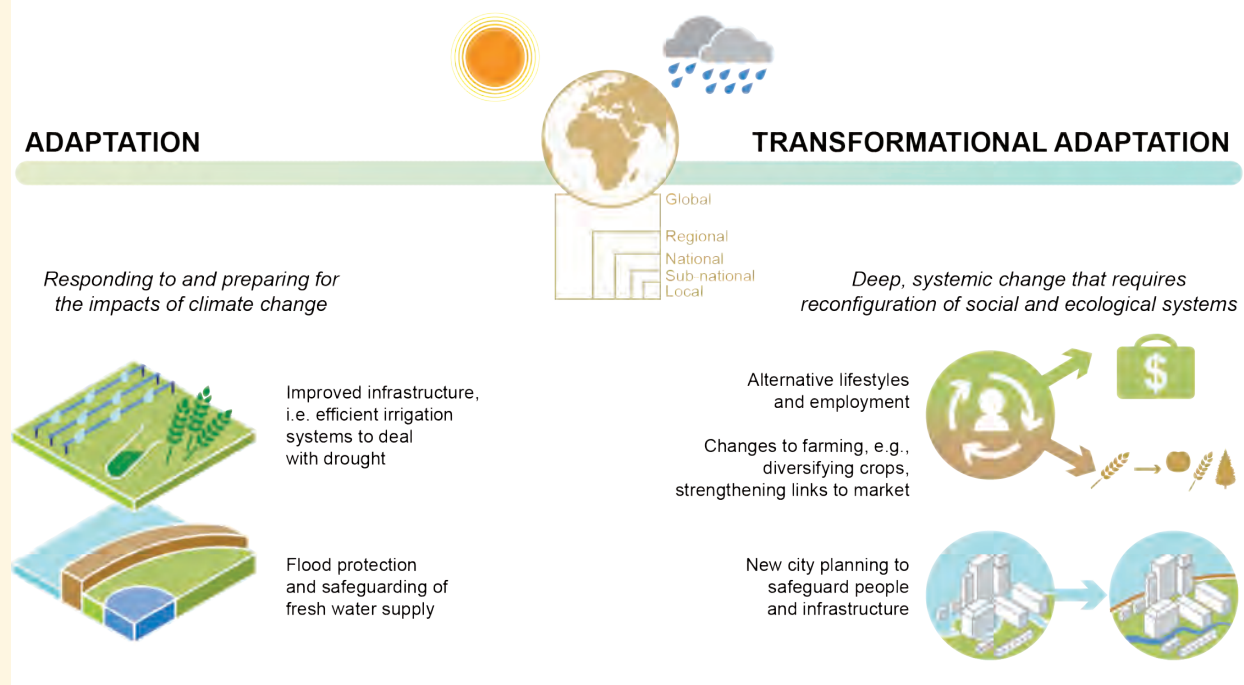 ADAPTATION
TRANSFORMATIONAL ADAPTATION
Global
Regional
National
Sub-national
Local
Responding to and preparing for
the impacts of climate change
Deep, systemic change that requires
reconfiguration of social and ecological systems
Improved infrastructure,
i.e. efficient irrigation
systems to deal
with drought
Flood protection
and safeguarding of
fresh water supply
Alternative lifestyles
and employment
$
Changes to farming, e.g.,
diversifying crops,
strengthening links to market
New city planning to
safeguard people
and infrastructure